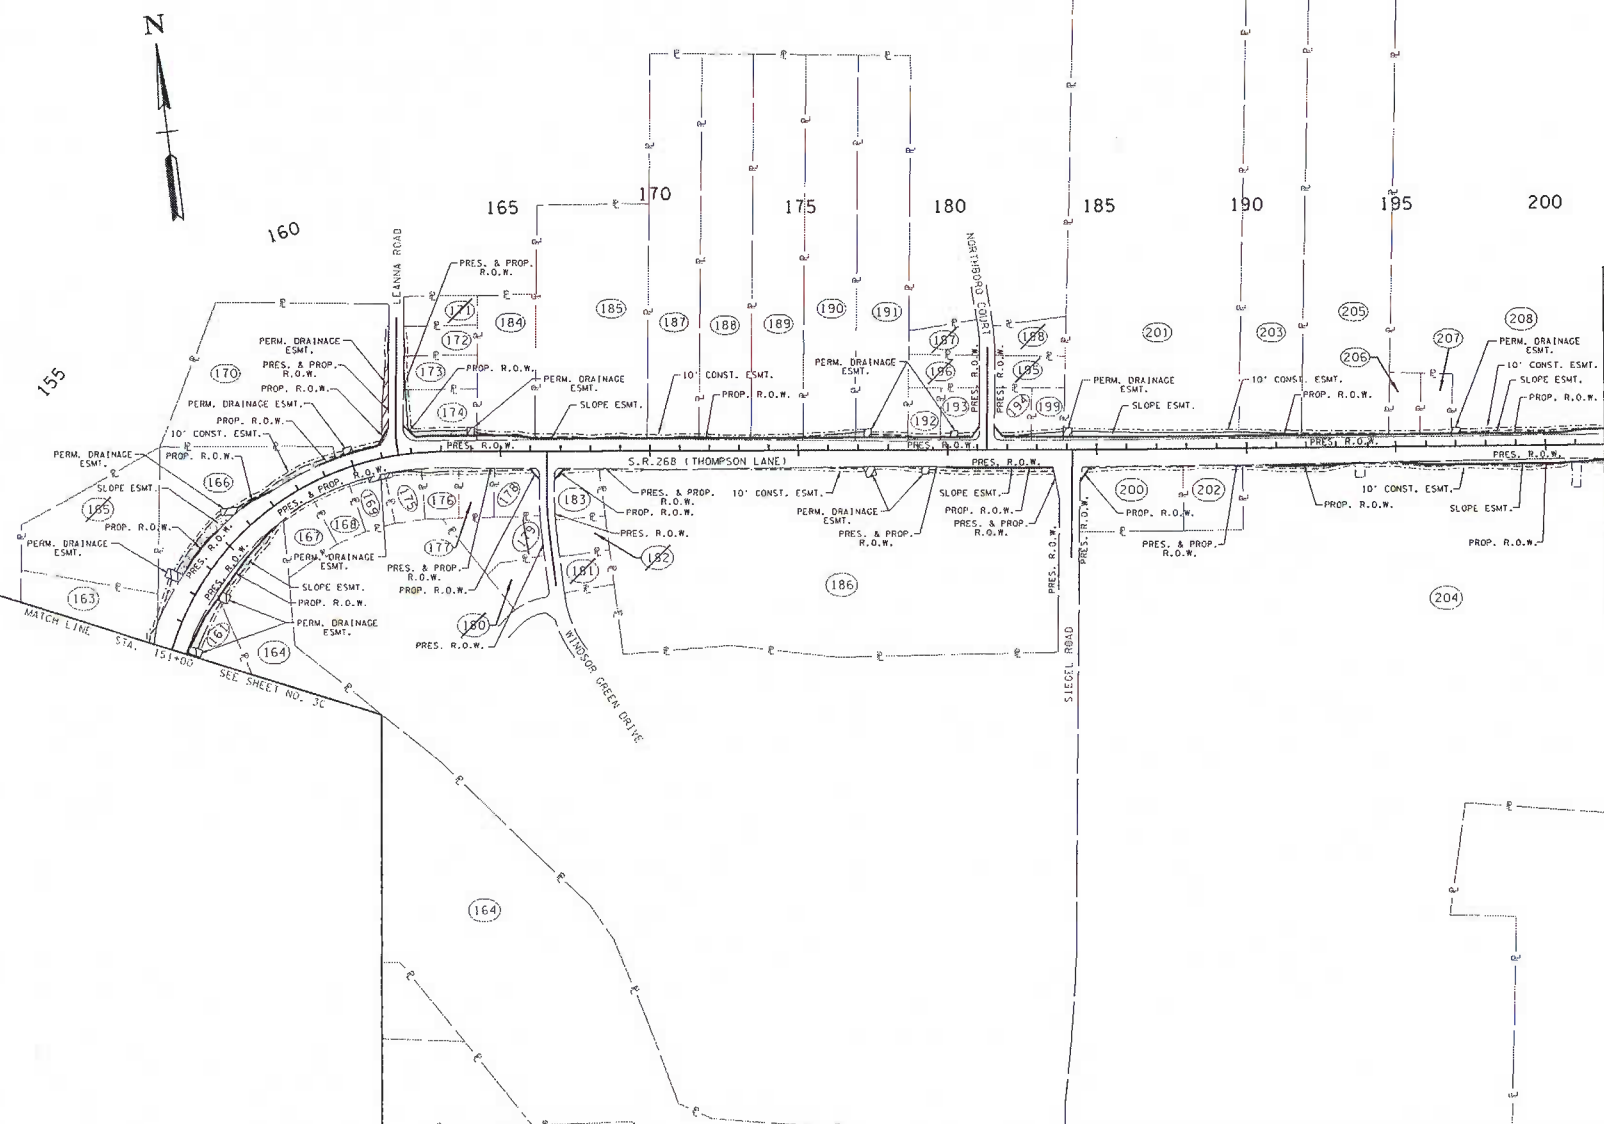 N
155
160
165
170
175
180
185
190
195
200
LEANNA ROAD
NORTHBORO COURT
PRES. & PROP.
R.O.W.
171
184
185
187
188
189
190
191
172
173
174
170
PERM. DRAINAGE
ESMT.
PRES. & PROP.
R.O.W.
PROP. R.O.W.
PERM. DRAINAGE ESMT.
PROP. R.O.W.
10' CONST. ESMT.
PROP. R.O.W.
PERM. DRAINAGE
ESMT.
166
SLOPE ESMT.
165
PROP. R.O.W.
PERM. DRAINAGE
ESMT.
163
PROP. R.O.W.
PERM. DRAINAGE
ESMT.
SLOPE ESMT.
10' CONST. ESMT.
PROP. R.O.W.
PERM. DRAINAGE
ESMT.
197
196
193
192
198
195
194
199
PRES. R.O.W.
PRES. R.O.W.
201
203
205
206
207
208
PERM. DRAINAGE
ESMT.
SLOPE ESMT.
10' CONST. ESMT.
PROP. R.O.W.
PERM. DRAINAGE
ESMT.
10' CONST. ESMT.
SLOPE ESMT.
PROP. R.O.W.
PRES. R.O.W.
PRES. R.O.W.
PRES. R.O.W.
PRES. R.O.W.
S.R.268 (THOMPSON LANE)
PRES. R.O.W.
PRES. & PROP. R.O.W.
PRES. R.O.W.
PRES. R.O.W.
167
168
169
175
176
177
178
179
183
PRES. & PROP.
R.O.W.
PROP. R.O.W.
PRES. R.O.W.
182
181
180
PRES. R.O.W.
PERM. DRAINAGE
ESMT.
PRES. & PROP.
R.O.W.
PROP. R.O.W.
SLOPE ESMT.
PROP. R.O.W.
PERM. DRAINAGE
ESMT.
161
164
10' CONST. ESMT.
PERM. DRAINAGE
ESMT.
PRES. & PROP.
R.O.W.
SLOPE ESMT.
PROP. R.O.W.
PRES. & PROP.
R.O.W.
186
PRES. R.O.W.
PRES. R.O.W.
200
202
PROP. R.O.W.
PRES. & PROP.
R.O.W.
10' CONST. ESMT.
PROP. R.O.W.
SLOPE ESMT.
PROP. R.O.W.
204
MATCH LINE STA. 151+00
SEE SHEET NO. 3C
WINDSOR GREEN DRIVE
SIEGEL ROAD
164